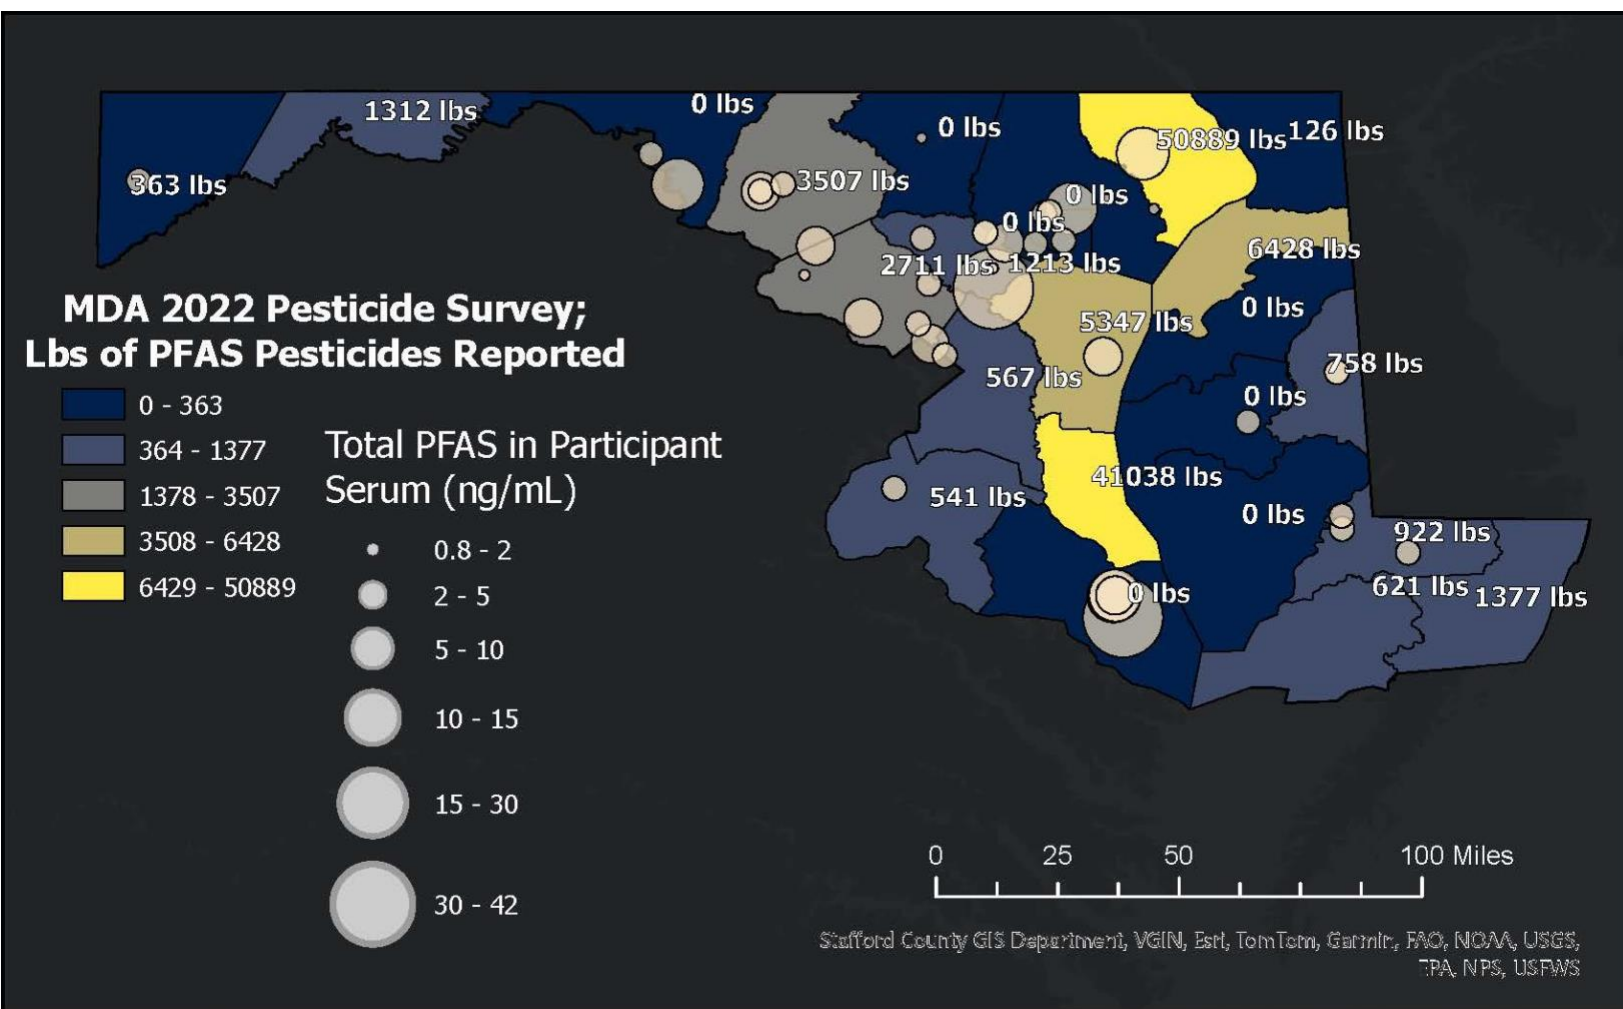 0 lbs
1312 lbs
0 lbs
50889 lbs
126 lbs
363 lbs
3507 lbs
0 lbs
0 lbs
6428 lbs
2711 lbs
1213 lbs
MDA 2022 Pesticide Survey;
Lbs of PFAS Pesticides Reported
0 lbs
5347 lbs
758 lbs
567 lbs
0 lbs
0 - 363
364 - 1377
1378 - 3507
3508 - 6428
6429 - 50889
Total PFAS in Participant
Serum (ng/mL)
0.8 - 2
2 - 5
5 - 10
10 - 15
15 - 30
30 - 42
41038 lbs
541 lbs
0 lbs
922 lbs
621 lbs
1377 lbs
0 lbs
0 25 50 100 Miles
Stafford County GIS Department, VGIN, Esri, TomTom, Garmin, FAO, NOAA, USGS,
EPA, NPS, USFWS